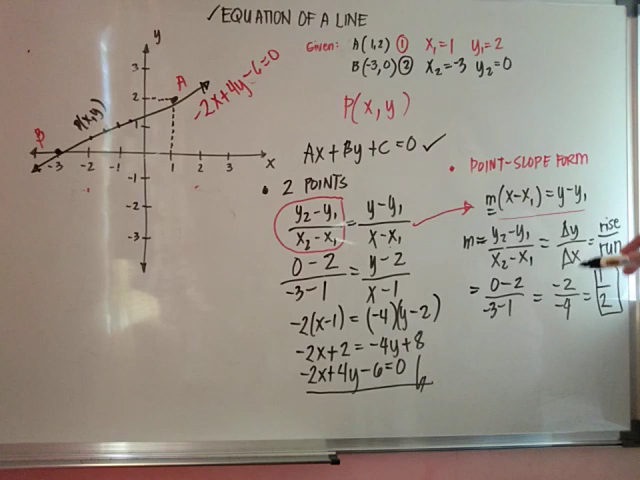 ✓EQUATION OF A LINE
Given: A(1,2) ① x₁=1 y₁=2
B(-3,0) ② x₂=-3 y₂=0
P(x,y)
Ax+By+C=0 ✓
y
3
2
1
-3 -2 -1 1 2 3 x
-1
-2
-3
A
B
P(x,y)
-2x+4y-6=0
• 2 POINTS
y₂-y₁/x₂-x₁ = y-y₁/x-x₁
0-2/-3-1 = y-2/x-1
-2(x-1) = (-4)(y-2)
-2x+2=-4y+8
-2x+4y-6=0
• POINT-SLOPE FORM
m(x-x₁)=y-y₁
m = y₂-y₁/x₂-x₁ = Δy/Δx = rise/run
= 0-2/-3-1 = -2/-4 = 1/2